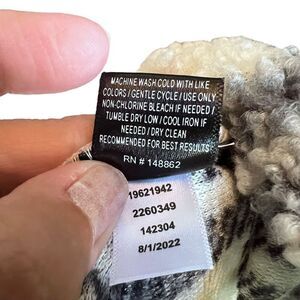 MACHINE WASH COLD WITH LIKE
COLORS / GENTLE CYCLE / USE ONLY
NON-CHLORINE BLEACH IF NEEDED /
TUMBLE DRY LOW / COOL IRON IF
NEEDED / DRY CLEAN
RECOMMENDED FOR BEST RESULTS
RN # 148862
19621942
2260349
142304
8/1/2022